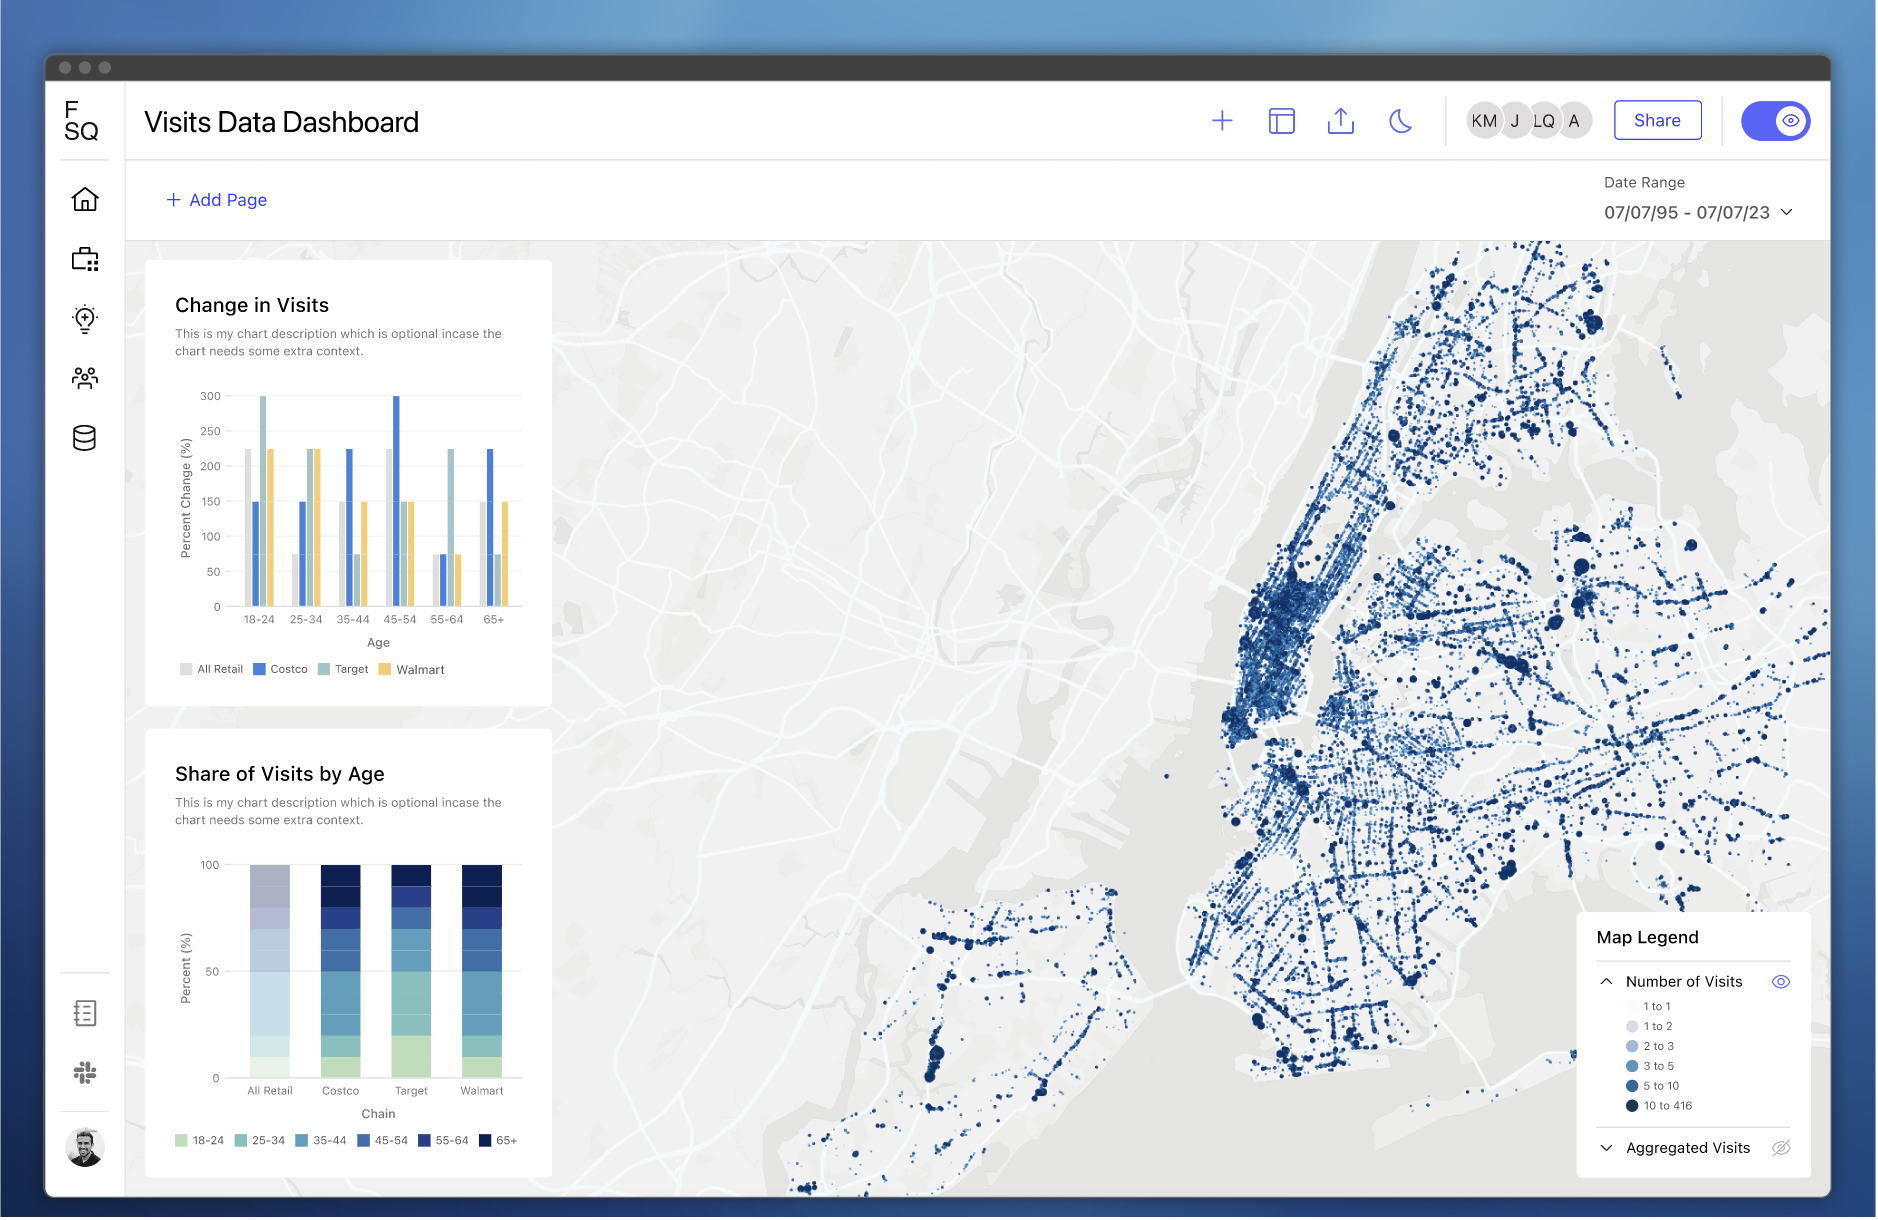 F
SQ
Visits Data Dashboard
KM J LQ A
Share
+ Add Page
Date Range
07/07/95 - 07/07/23
Change in Visits
This is my chart description which is optional incase the
chart needs some extra context.
Percent Change (%)
300
250
200
150
100
50
0
18-24 25-34 35-44 45-54 55-64 65+
Age
All Retail Costco Target Walmart
Share of Visits by Age
This is my chart description which is optional incase the
chart needs some extra context.
Percent (%)
100
50
0
All Retail Costco Target Walmart
Chain
18-24 25-34 35-44 45-54 55-64 65+
Map Legend
Number of Visits
1 to 1
1 to 2
2 to 3
3 to 5
5 to 10
10 to 416
Aggregated Visits